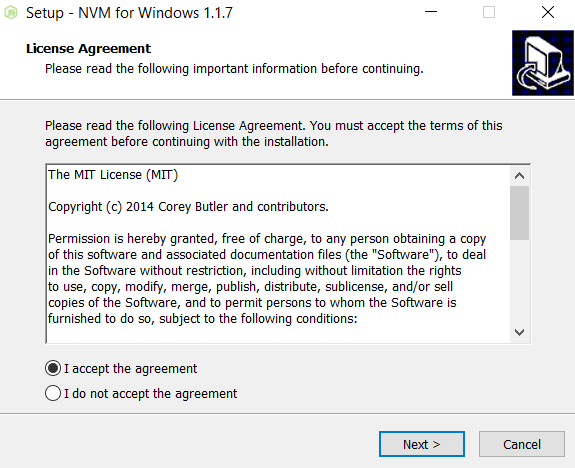 Setup - NVM for Windows 1.1.7
License Agreement
Please read the following important information before continuing.
Please read the following License Agreement. You must accept the terms of this
agreement before continuing with the installation.
The MIT License (MIT)
Copyright (c) 2014 Corey Butler and contributors.
Permission is hereby granted, free of charge, to any person obtaining a copy
of this software and associated documentation files (the "Software"), to deal
in the Software without restriction, including without limitation the rights
to use, copy, modify, merge, publish, distribute, sublicense, and/or sell
copies of the Software, and to permit persons to whom the Software is
furnished to do so, subject to the following conditions:
I accept the agreement
I do not accept the agreement
Next >
Cancel